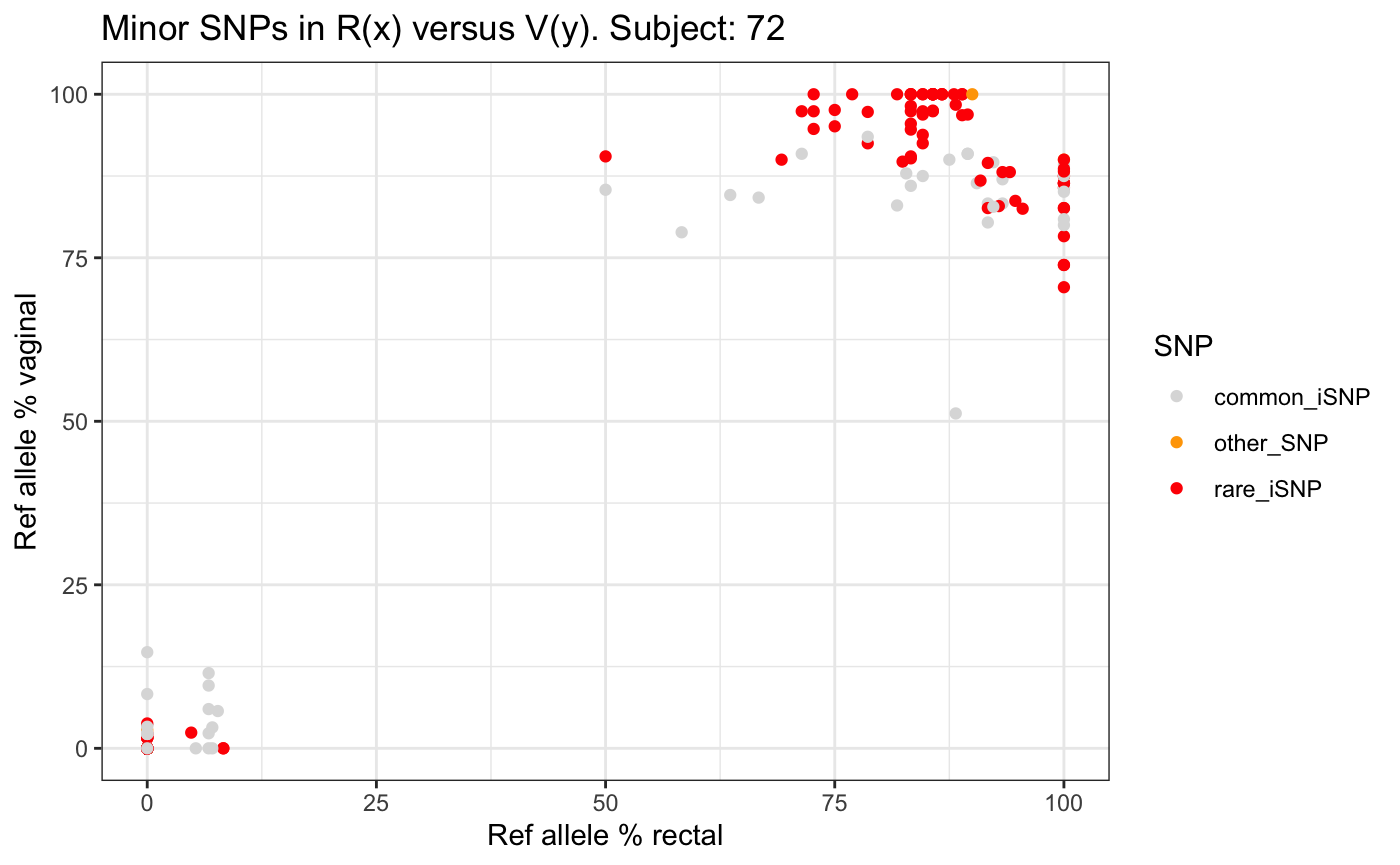 Minor SNPs in R(x) versus V(y). Subject: 72
100
75
50
25
0
Ref allele % vaginal
0 25 50 75 100
Ref allele % rectal
SNP
common_iSNP
other_SNP
rare_iSNP